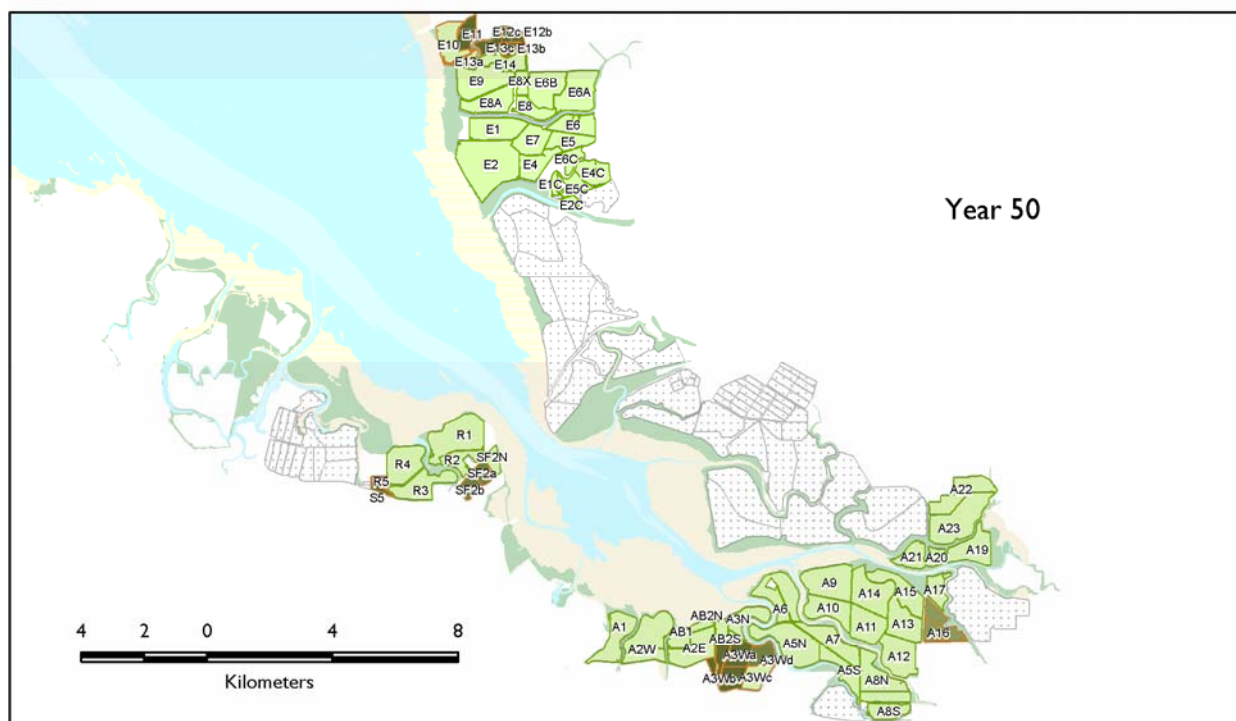 E11
E12c
E12b
E10
E13c
E13b
E13a
E14
E9
E8X
E6B
E6A
E8A
E8
E1
E6
E7
E5
E2
E4
E6C
E4C
E1C
E5C
E2C
Year 50
R1
R2
SF2N
R4
SF2a
R5
R3
SF2b
S5
A22
A23
A19
A21
A20
A9
A14
A15
A17
A6
A10
A1
AB2N
A3N
A11
A13
A16
AB1
AB2S
A5N
A7
A2W
A2E
A3Wa
A3Wd
A12
A3Wb
A3Wc
A5S
A8N
A8S
4 2 0 4 8
Kilometers